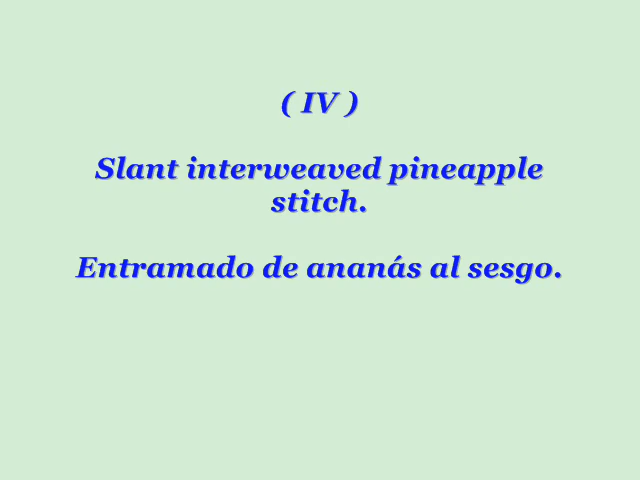 ( IV )
Slant interweaved pineapple
stitch.
Entramado de ananás al sesgo.